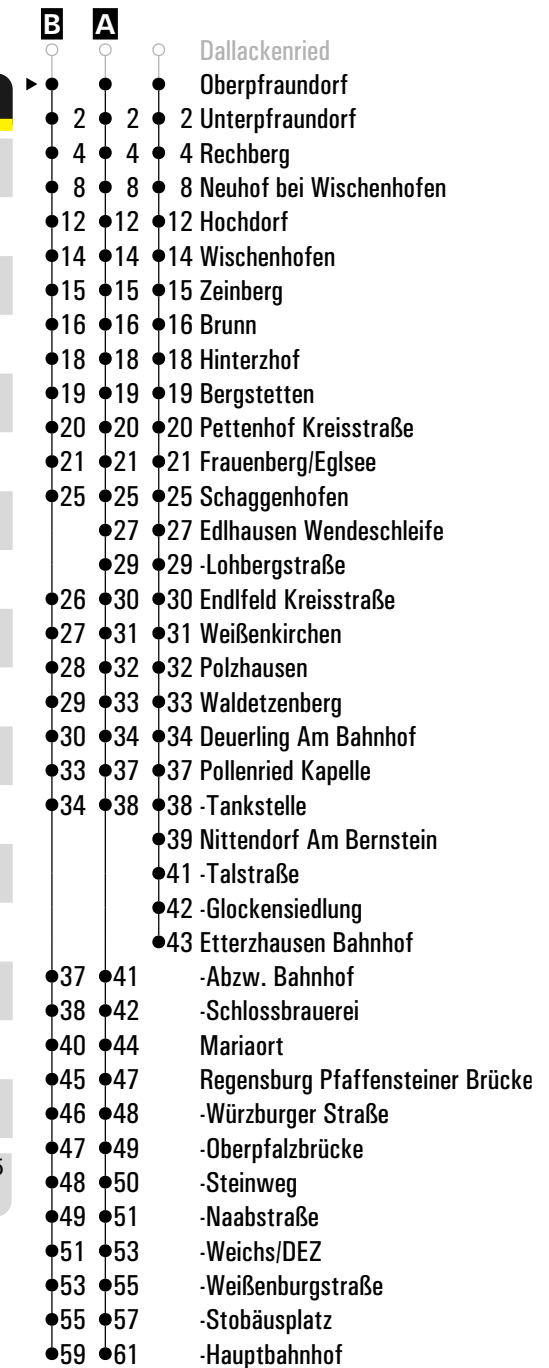 B A
Dallackenried
Oberpfraundorf
2 2 2 Unterpfraundorf
4 4 4 Rechberg
8 8 8 Neuhof bei Wischenhofen
12 12 12 Hochdorf
14 14 14 Wischenhofen
15 15 15 Zeinberg
16 16 16 Brunn
18 18 18 Hinterzhof
19 19 19 Bergstetten
20 20 20 Pettenhof Kreisstraße
21 21 21 Frauenberg/Eglsee
25 25 25 Schaggenhofen
27 27 Edlhausen Wendeschleife
29 29 -Lohbergstraße
26 30 30 Endlfeld Kreisstraße
27 31 31 Weißenkirchen
28 32 32 Polzhausen
29 33 33 Waldetzenberg
30 34 34 Deuerling Am Bahnhof
33 37 37 Pollenried Kapelle
34 38 38 -Tankstelle
39 Nittendorf Am Bernstein
41 -Talstraße
42 -Glockensiedlung
43 Etterzhausen Bahnhof
37 41 -Abzw. Bahnhof
38 42 -Schlossbrauerei
40 44 Mariaort
45 47 Regensburg Pfaffensteiner Brücke
46 48 -Würzburger Straße
47 49 -Oberpfalzbrücke
48 50 -Steinweg
49 51 -Naabstraße
51 53 -Weichs/DEZ
53 55 -Weißenburgstraße
55 57 -Stobäusplatz
59 61 -Hauptbahnhof